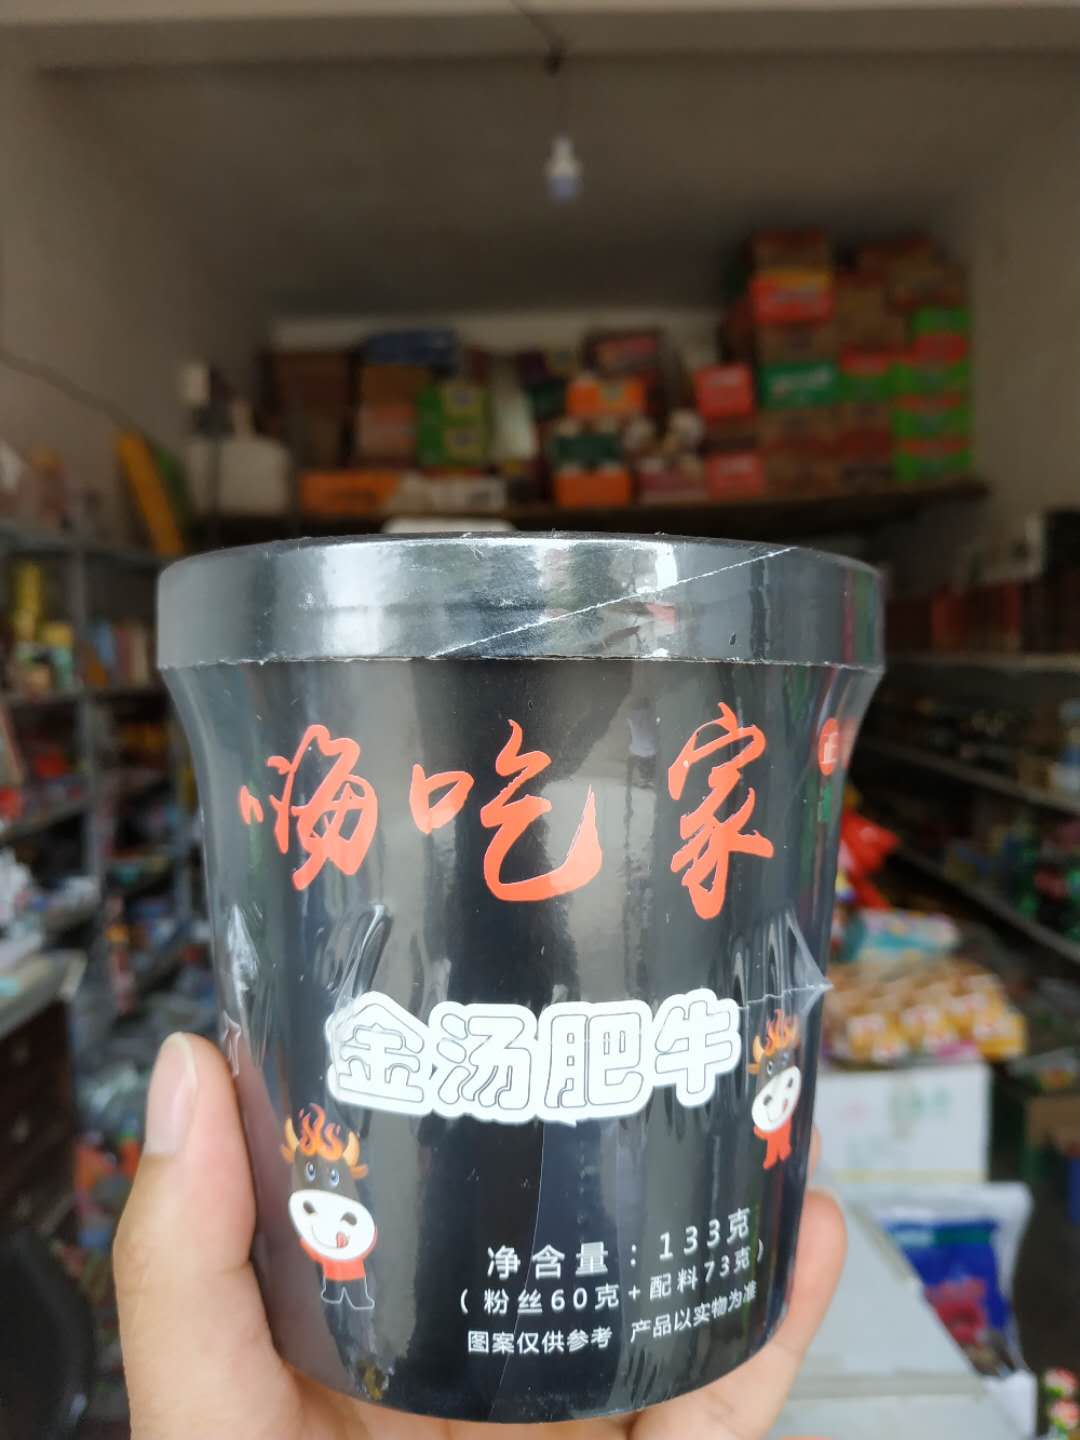 嗨吃家
正
金汤肥牛
净含量：133克
（粉丝60克+配料73克）
图案仅供参考 产品以实物为准